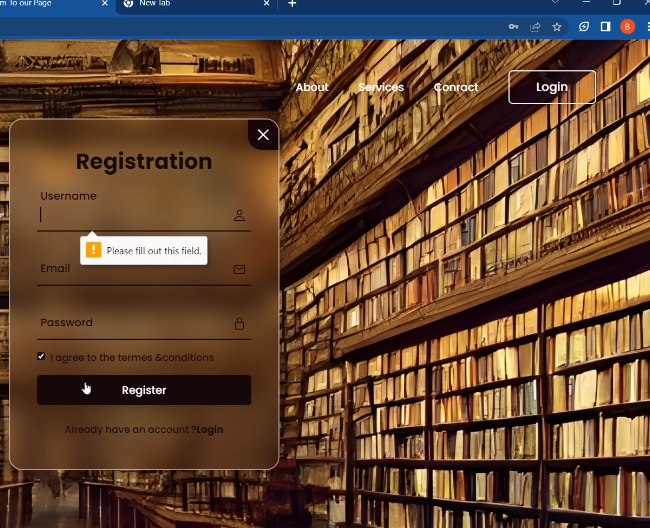 m To our Page
New Tab
B
About Services Conract Login
Registration
Username
Please fill out this field.
Email
Password
I agree to the termes &conditions
Register
Already have an account ?Login